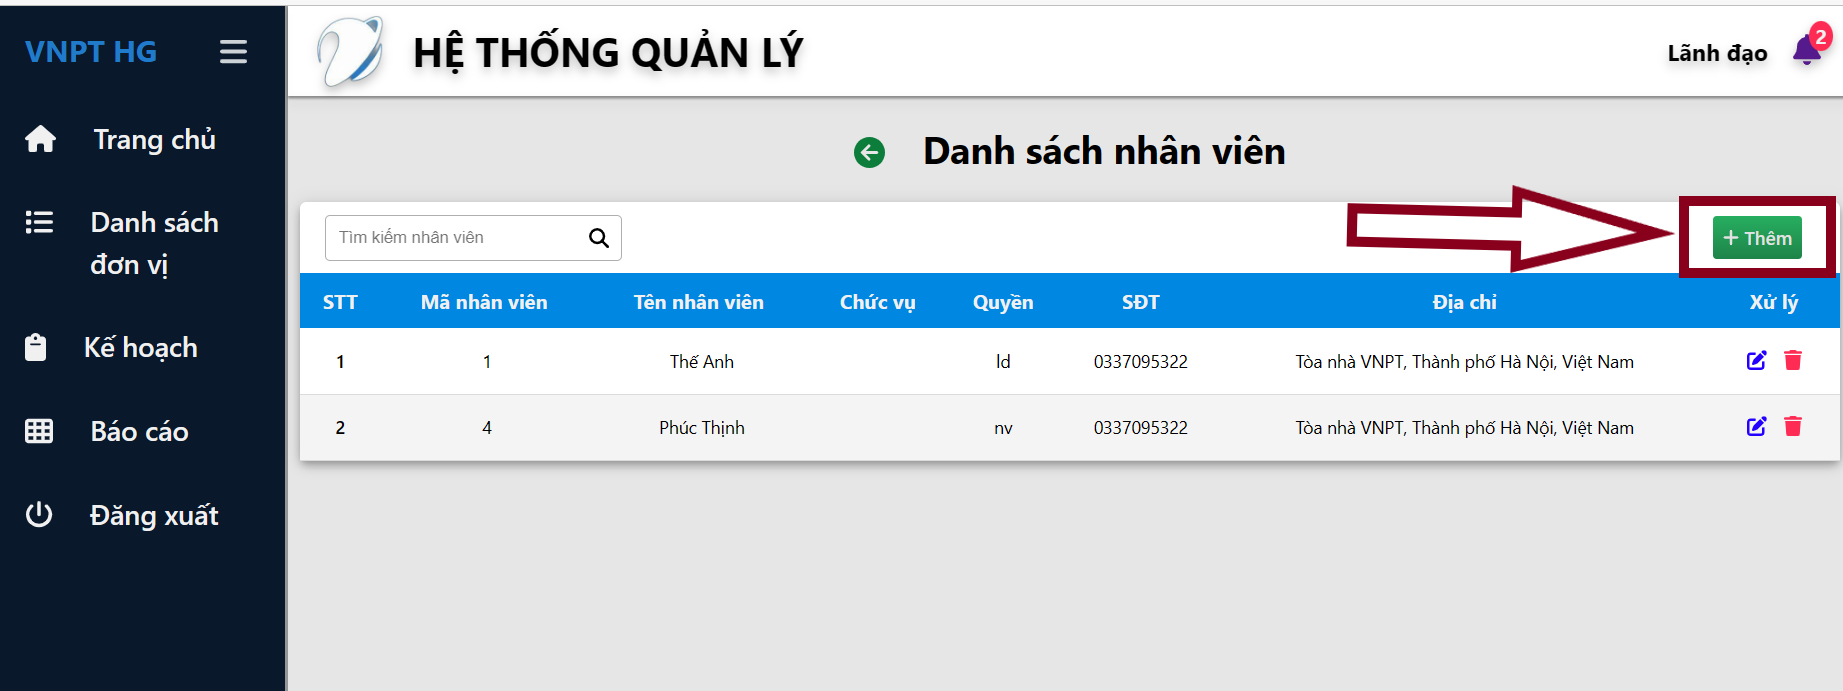 VNPT HG
HỆ THỐNG QUẢN LÝ
Lãnh đạo
2
Trang chủ
Danh sách
đơn vị
Kế hoạch
Báo cáo
Đăng xuất
Danh sách nhân viên
Tìm kiếm nhân viên
+ Thêm
STT Mã nhân viên Tên nhân viên Chức vụ Quyền SĐT Địa chỉ Xử lý
1 1 Thế Anh ld 0337095322 Tòa nhà VNPT, Thành phố Hà Nội, Việt Nam
2 4 Phúc Thịnh nv 0337095322 Tòa nhà VNPT, Thành phố Hà Nội, Việt Nam